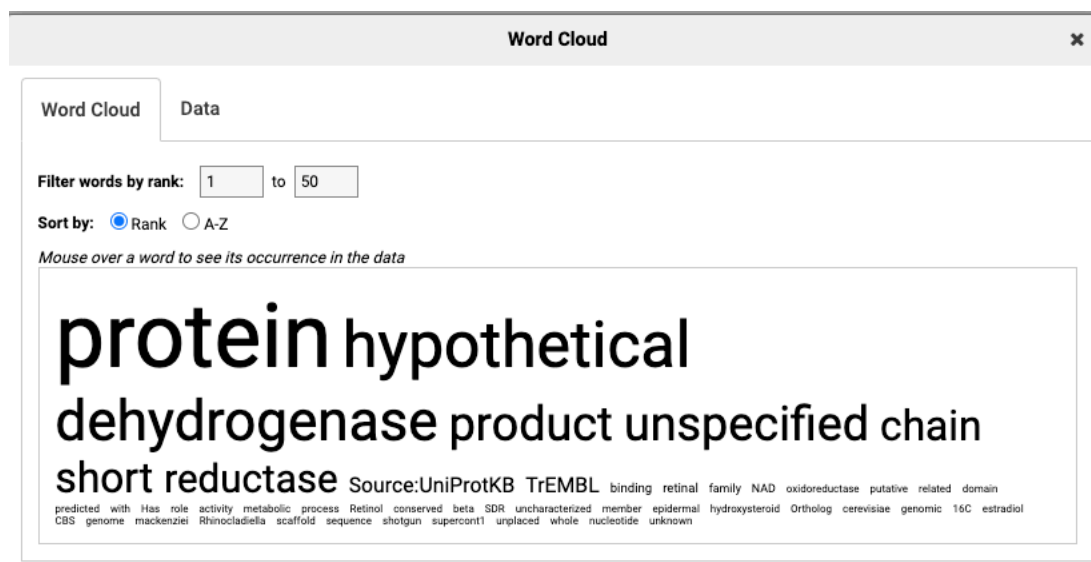 Word Cloud ✖
Word Cloud Data
Filter words by rank: 1 to 50
Sort by: Rank A-Z
Mouse over a word to see its occurrence in the data
protein hypothetical
dehydrogenase product unspecified chain
short reductase Source:UniProtKB TrEMBL binding retinal family NAD oxidoreductase putative related domain
predicted with Has role activity metabolic process Retinol conserved beta SDR uncharacterized member epidermal hydroxysteroid Ortholog cerevisiae genomic 16C estradiol
CBS genome mackenziei Rhinocladiella scaffold sequence shotgun supercont1 unplaced whole nucleotide unknown